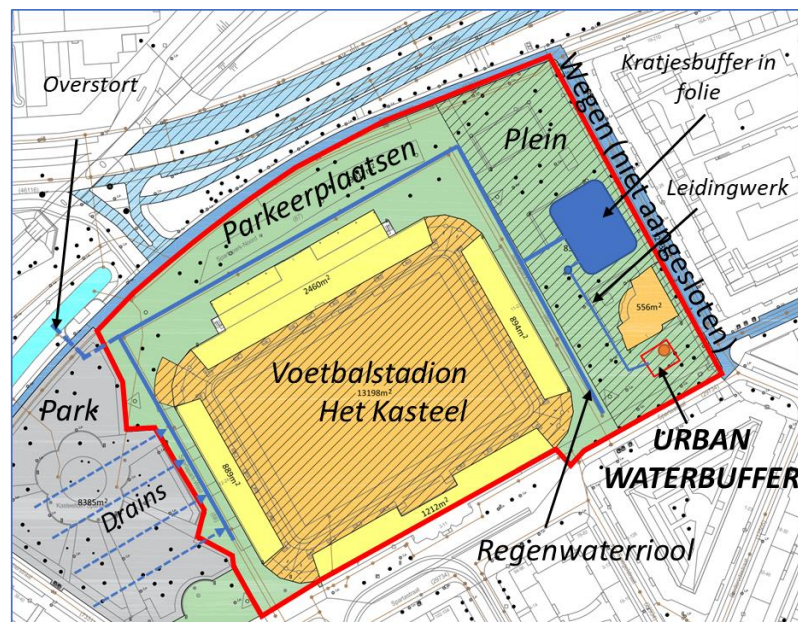 Overstort
Kratjesbuffer in
folie
Wegen (niet aangesloten)
Plein
Parkeerplaatsen
Leidingwerk
2460m²
894m²
556m²
Voetbalstadion
13198m²
Het Kasteel
Park
URBAN
WATERBUFFER
889m²
8385m²
Drains
1212m²
Regenwaterriool